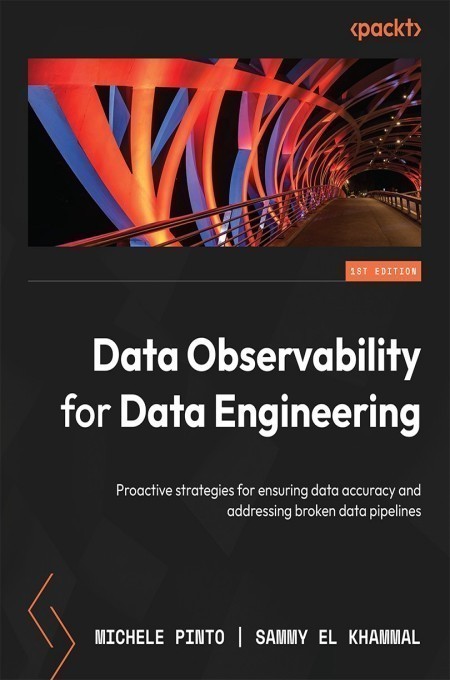 <packt>
1ST EDITION
Data Observability
for Data Engineering
Proactive strategies for ensuring data accuracy and
addressing broken data pipelines
MICHELE PINTO | SAMMY EL KHAMMAL